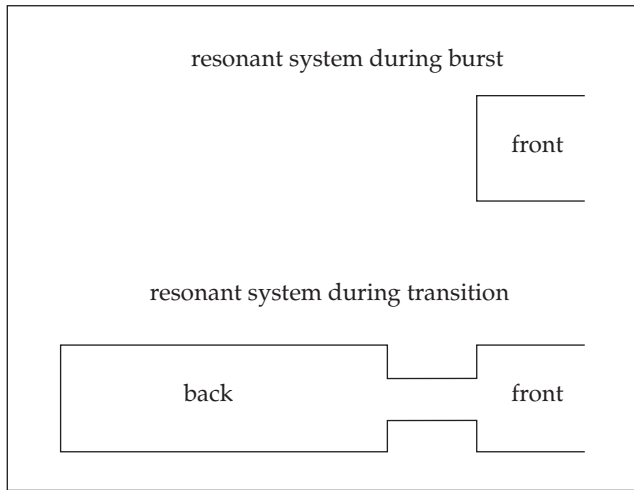 resonant system during burst
front
resonant system during transition
back front